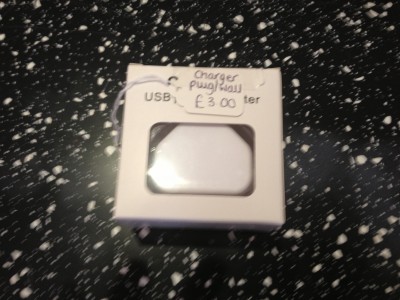 Charger
Plug/Wall
£3.00
USB
ter